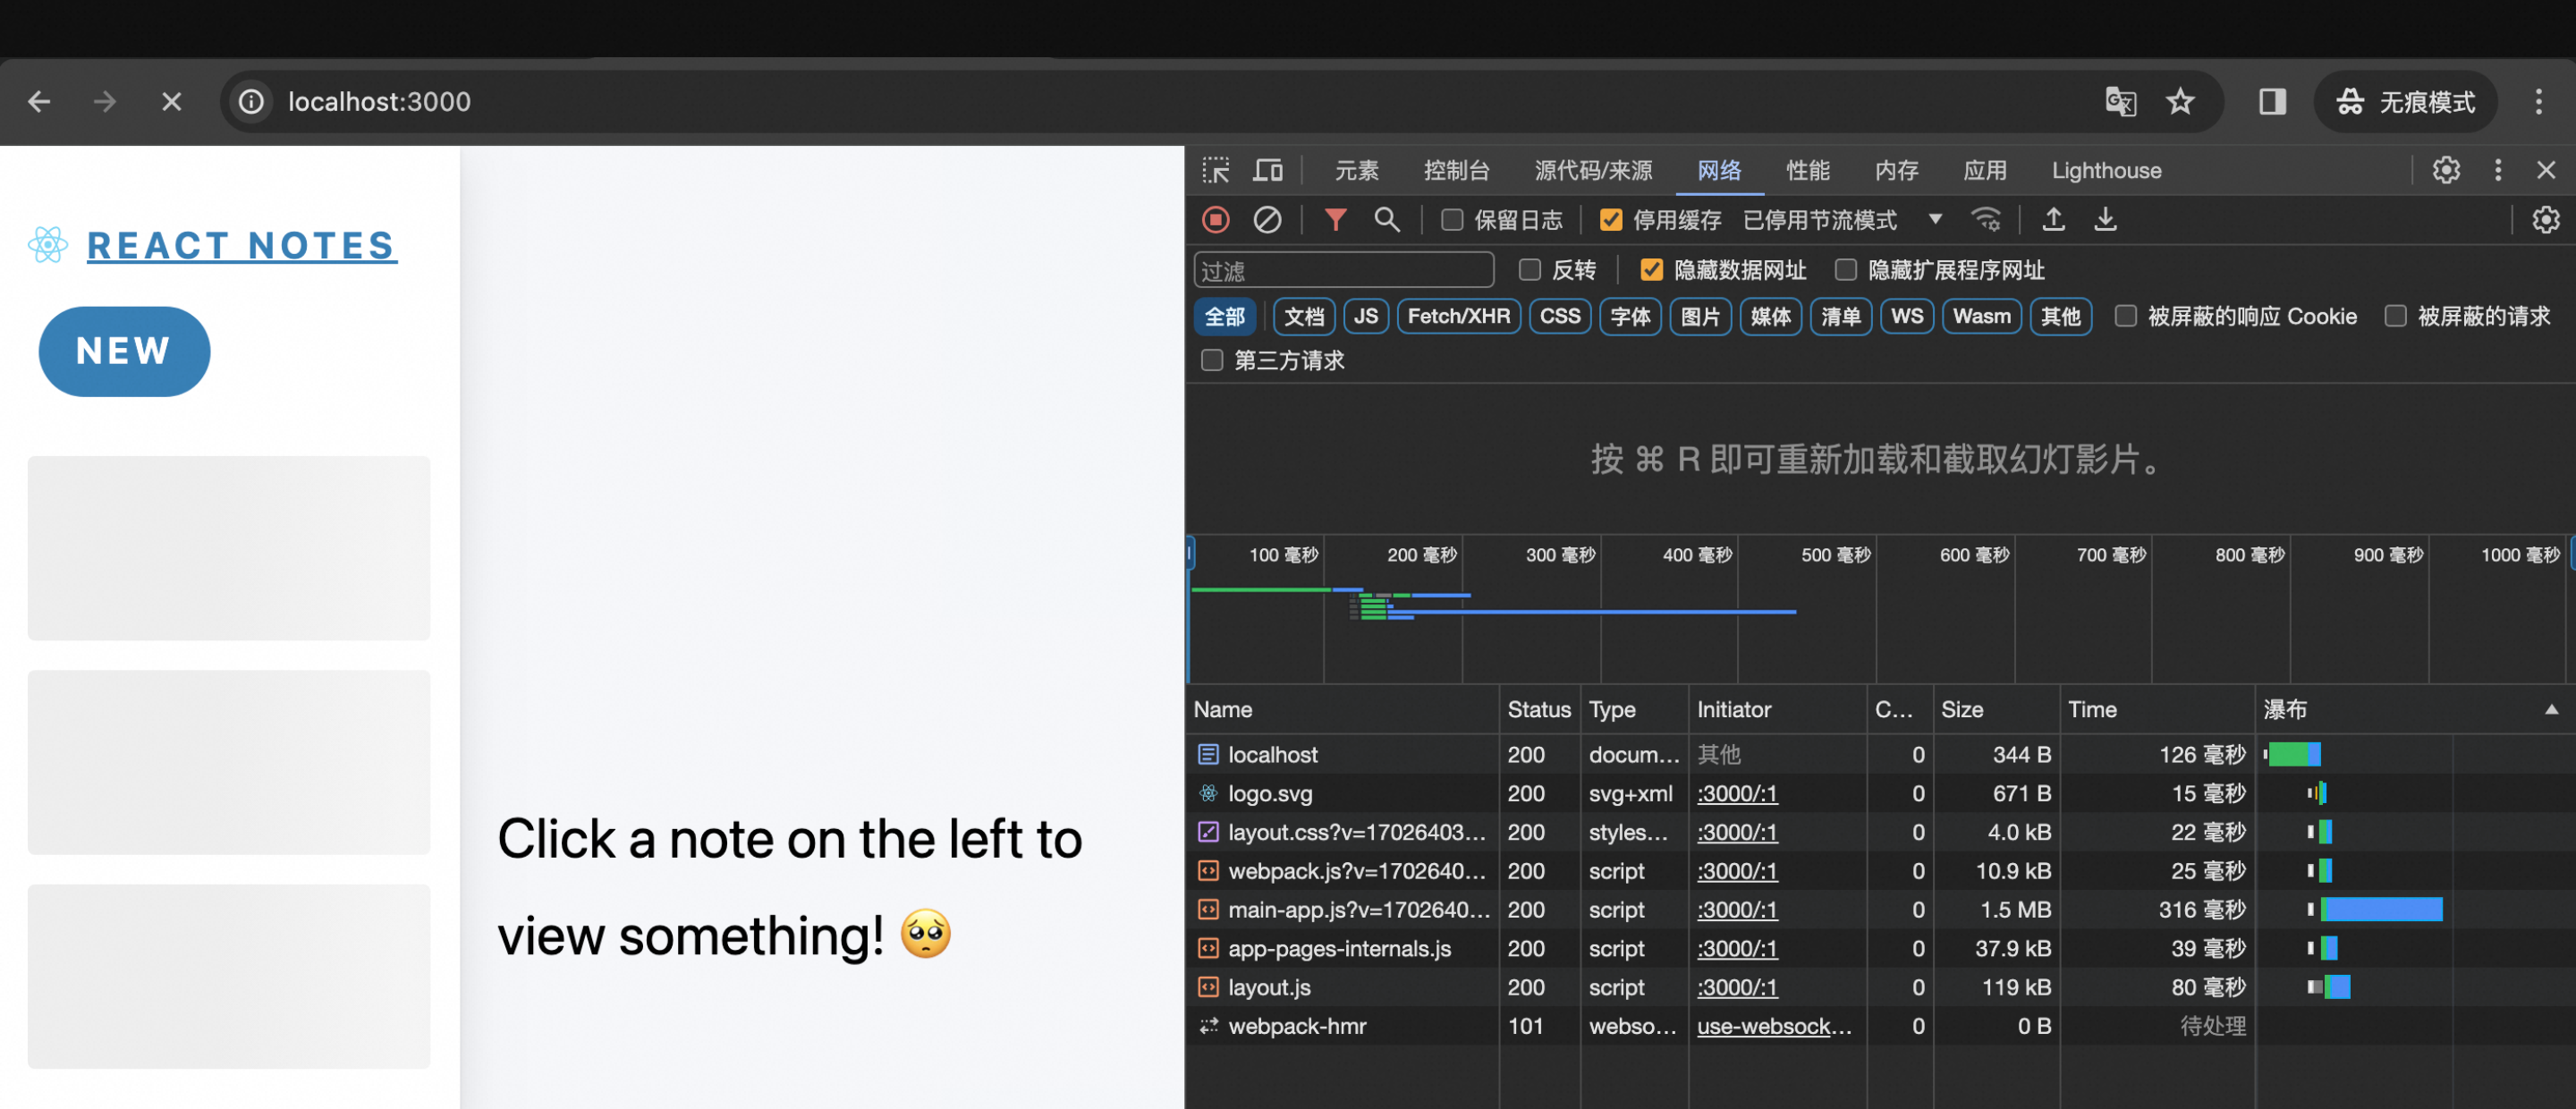 localhost:3000
无痕模式
REACT NOTES
NEW
Click a note on the left to
view something! 🥺
元素 控制台 源代码/来源 网络 性能 内存 应用 Lighthouse
保留日志 停用缓存 已停用节流模式
过滤 反转 隐藏数据网址 隐藏扩展程序网址
全部 文档 JS Fetch/XHR CSS 字体 图片 媒体 清单 WS Wasm 其他 被屏蔽的响应 Cookie 被屏蔽的请求
第三方请求
按 ⌘ R 即可重新加载和截取幻灯影片。
100 毫秒 200 毫秒 300 毫秒 400 毫秒 500 毫秒 600 毫秒 700 毫秒 800 毫秒 900 毫秒 1000 毫秒
Name Status Type Initiator C... Size Time 瀑布
localhost 200 docum... 其他 0 344 B 126 毫秒
logo.svg 200 svg+xml :3000/:1 0 671 B 15 毫秒
layout.css?v=17026403... 200 styles... :3000/:1 0 4.0 kB 22 毫秒
webpack.js?v=1702640... 200 script :3000/:1 0 10.9 kB 25 毫秒
main-app.js?v=1702640... 200 script :3000/:1 0 1.5 MB 316 毫秒
app-pages-internals.js 200 script :3000/:1 0 37.9 kB 39 毫秒
layout.js 200 script :3000/:1 0 119 kB 80 毫秒
webpack-hmr 101 webso... use-websock... 0 0 B 待处理